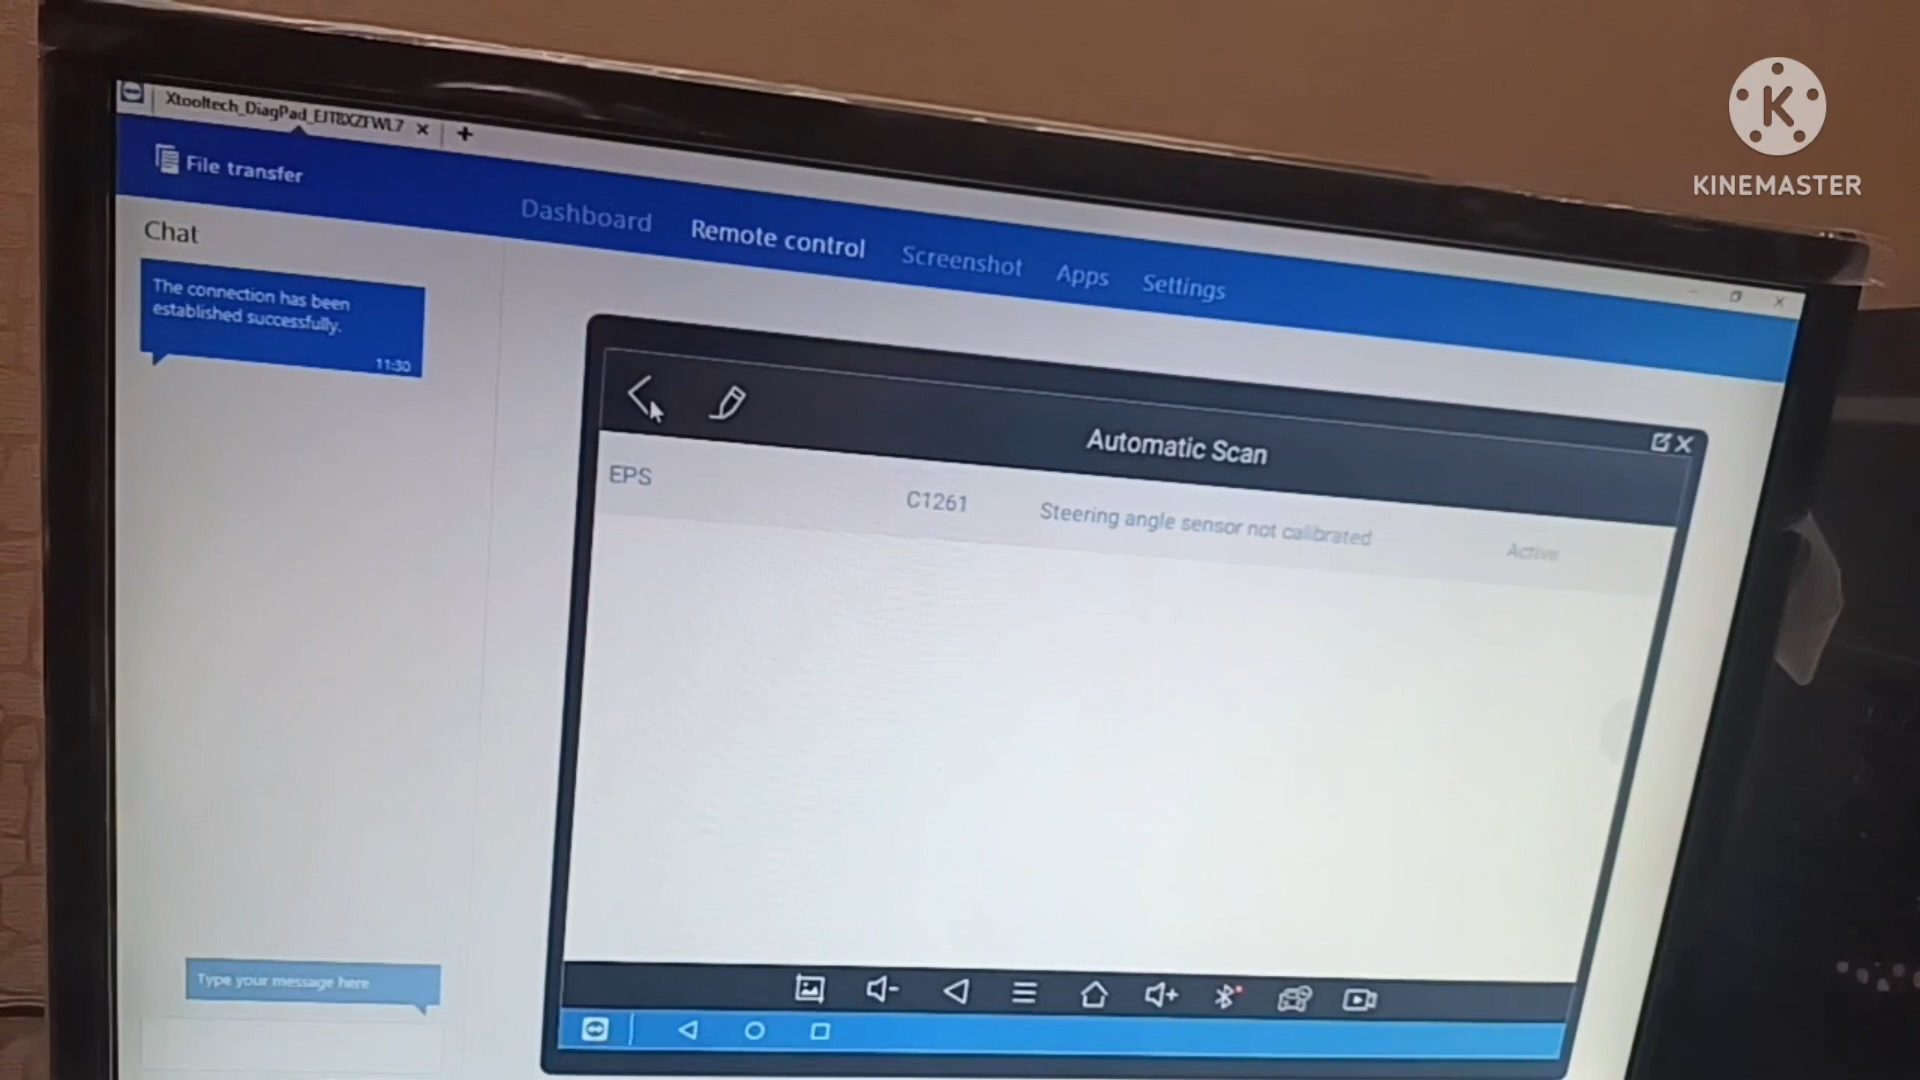 Xtooltech_DiagPad_EJT8XZFWL7
KINEMASTER
File transfer
Dashboard Remote control Screenshot Apps Settings
Chat
The connection has been
established successfully.
11:30
Automatic Scan
EPS C1261 Steering angle sensor not calibrated Active
Type your message here